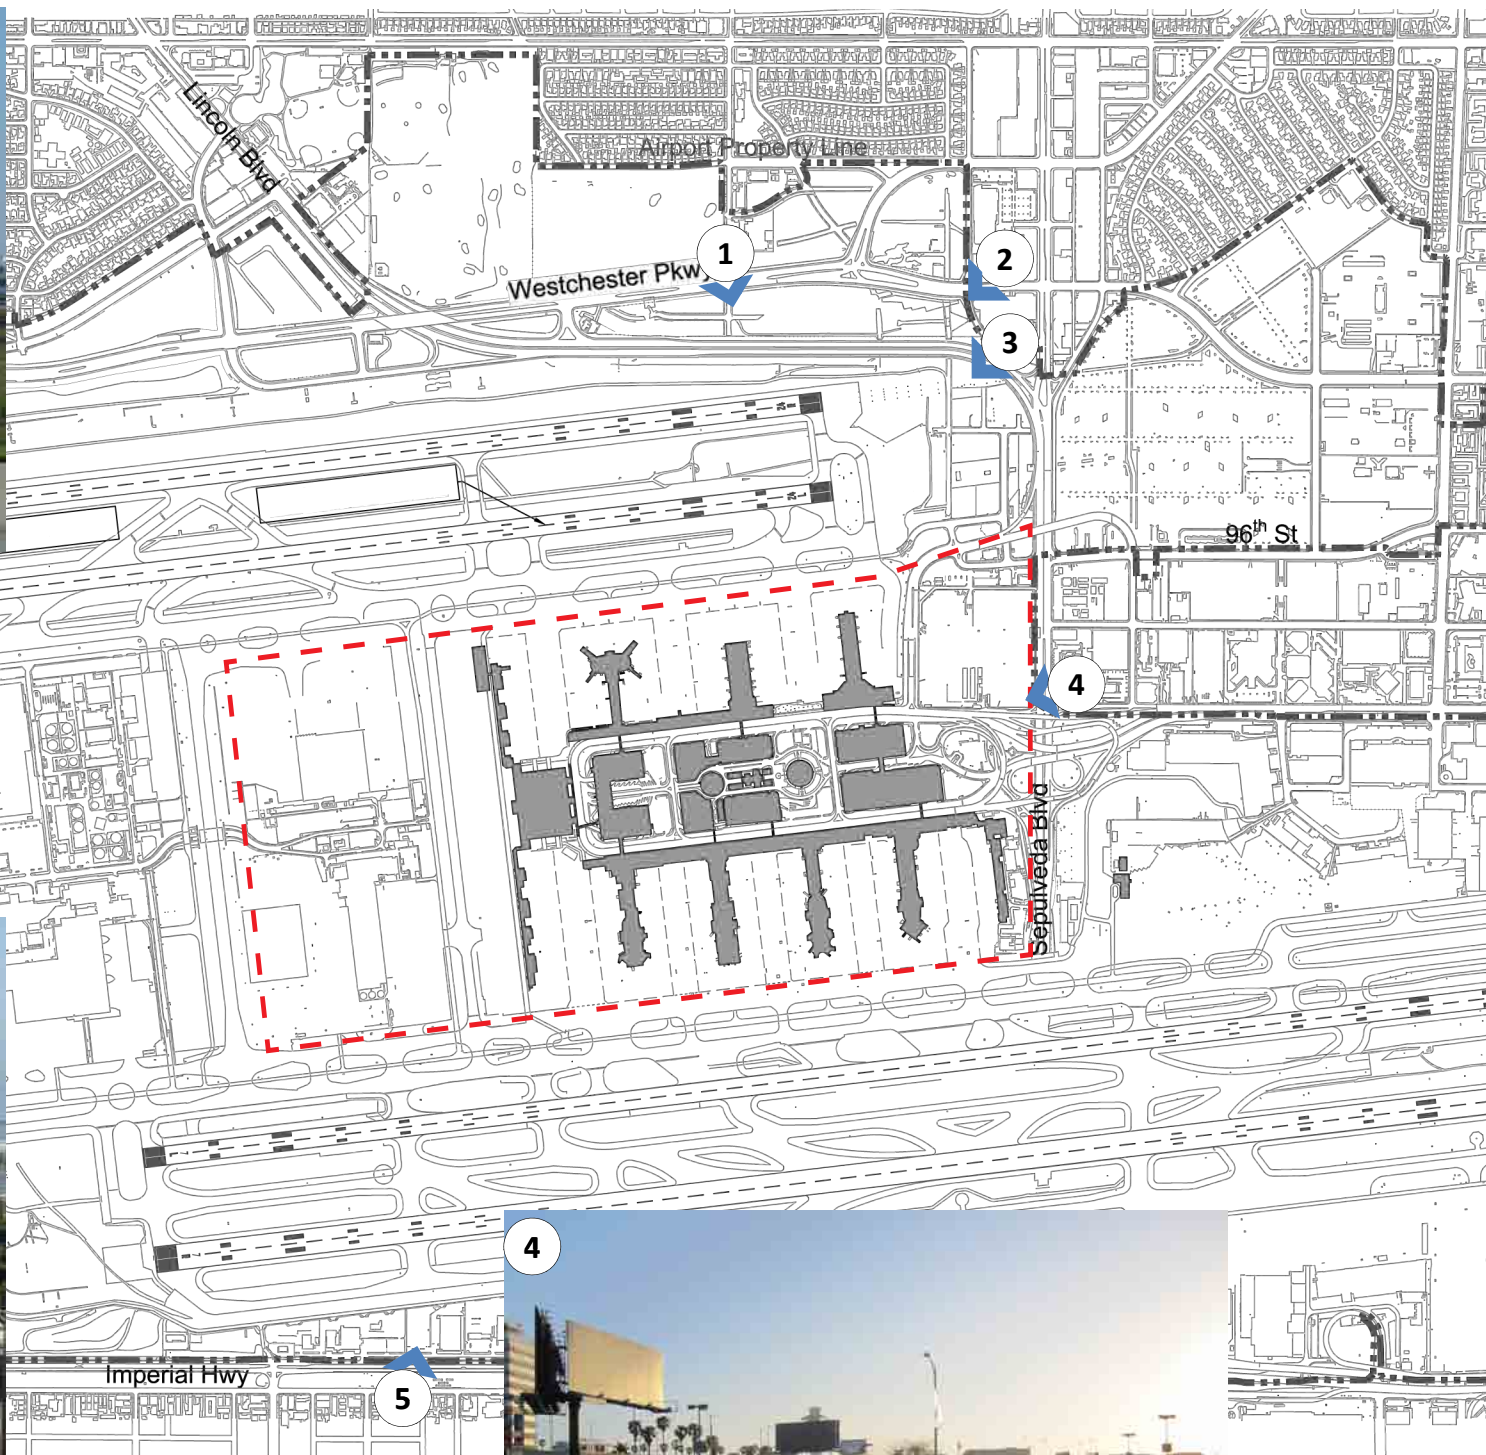 Lincoln Blvd
Airport Property Line
1
Westchester Pkwy
2
3
96th St
4
Sepulveda Blvd
4
Imperial Hwy
5